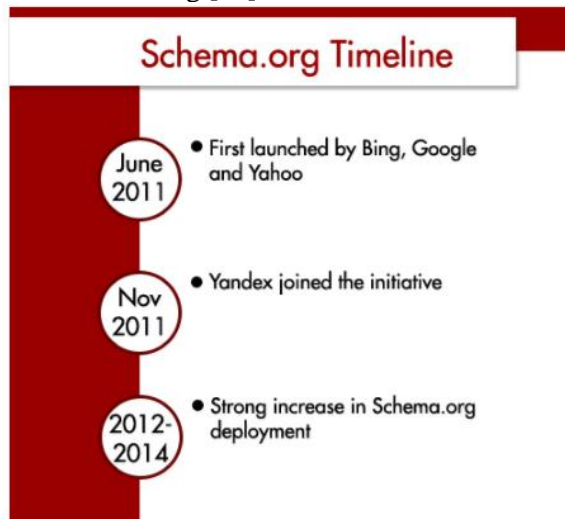 Schema.org Timeline
June
2011
● First launched by Bing, Google
and Yahoo
Nov
2011
● Yandex joined the initiative
2012-
2014
● Strong increase in Schema.org
deployment